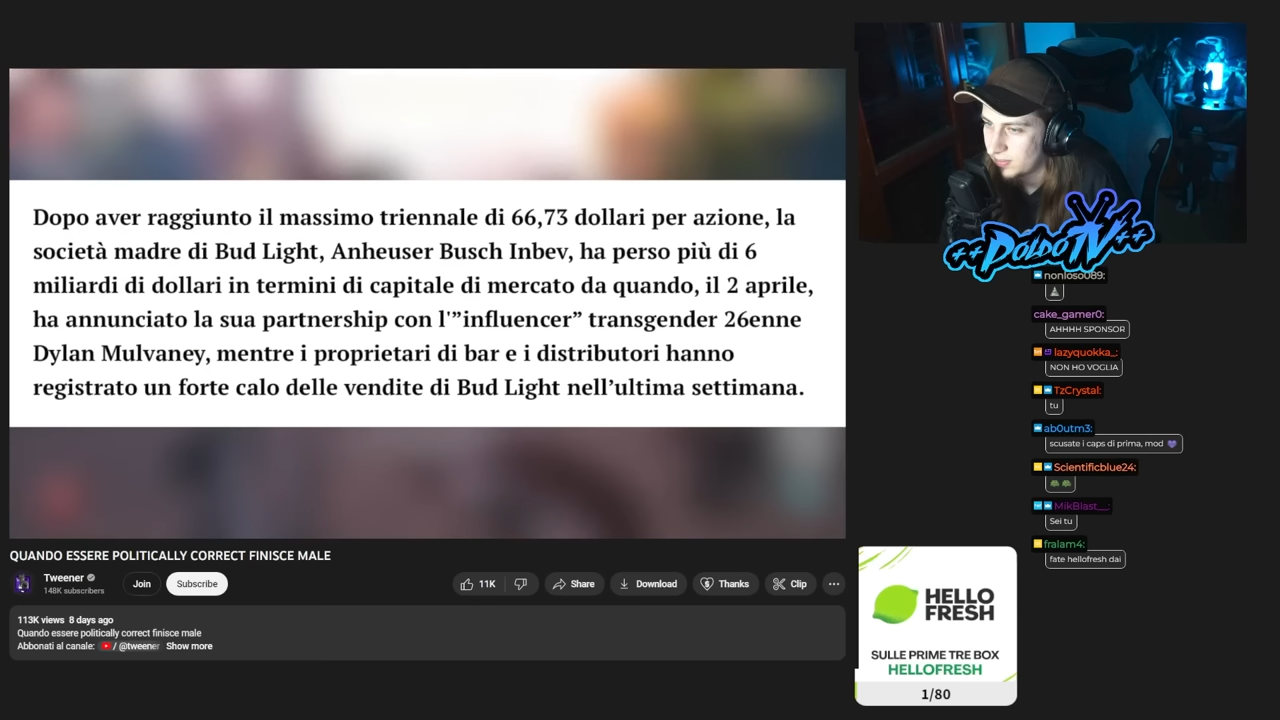 Dopo aver raggiunto il massimo triennale di 66,73 dollari per azione, la
società madre di Bud Light, Anheuser Busch Inbev, ha perso più di 6
miliardi di dollari in termini di capitale di mercato da quando, il 2 aprile,
ha annunciato la sua partnership con l'”influencer” transgender 26enne
Dylan Mulvaney, mentre i proprietari di bar e i distributori hanno
registrato un forte calo delle vendite di Bud Light nell’ultima settimana.
QUANDO ESSERE POLITICALLY CORRECT FINISCE MALE
Tweener
148K subscribers
Join
Subscribe
11K
Share
Download
Thanks
Clip
113K views 8 days ago
Quando essere politically correct finisce male
Abbonati al canale: / @tweener Show more
++ POLDO TV ++
nonloso089:
cake_gamer0:
AHHHH SPONSOR
lazyquokka_:
NON HO VOGLIA
TzCrystal:
tu
ab0utm3:
scusate i caps di prima, mod
Scientificblue24:
MikBlast__:
Sei tu
fralam4:
fate hellofresh dai
HELLO
FRESH
SULLE PRIME TRE BOX
HELLOFRESH
1/80